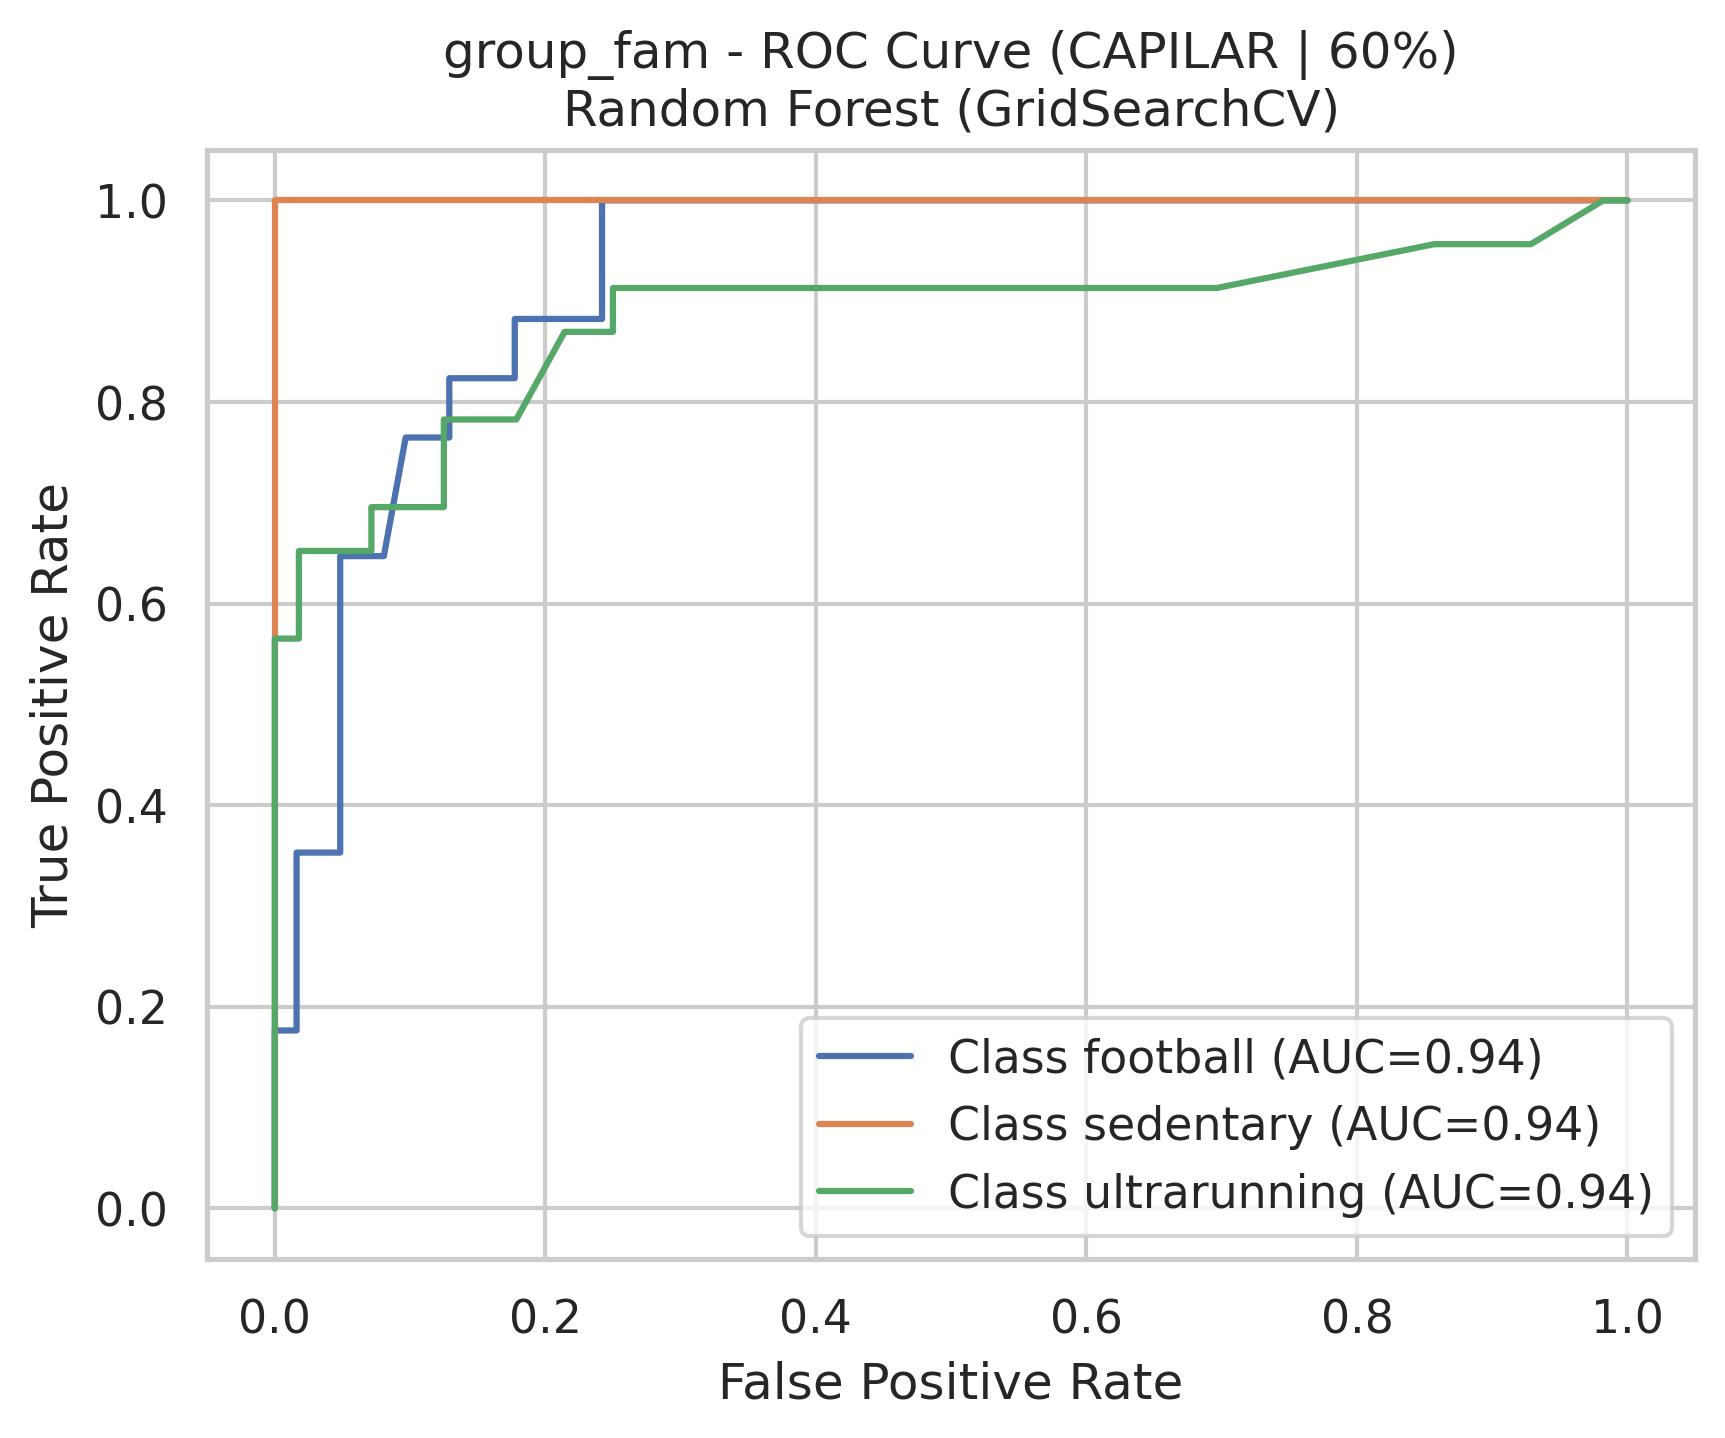 group_fam - ROC Curve (CAPILAR | 60%)
Random Forest (GridSearchCV)
True Positive Rate
1.0
0.8
0.6
0.4
0.2
0.0
Class football (AUC=0.94)
Class sedentary (AUC=0.94)
Class ultrarunning (AUC=0.94)
0.0 0.2 0.4 0.6 0.8 1.0
False Positive Rate